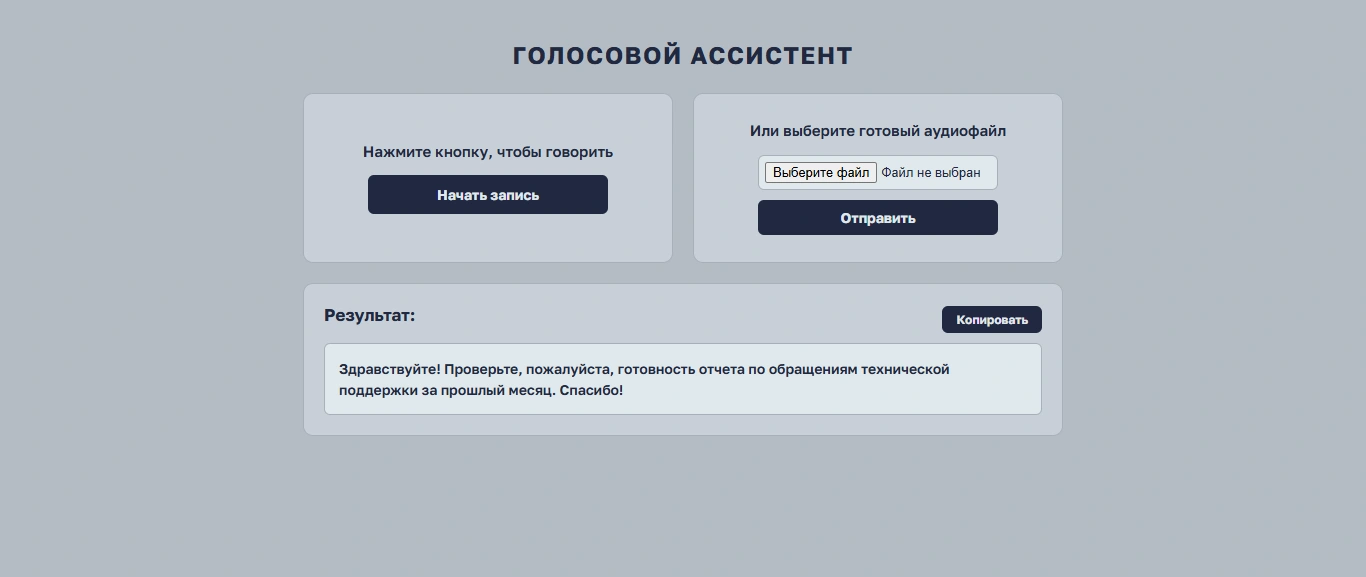 ГОЛОСОВОЙ АССИСТЕНТ
Нажмите кнопку, чтобы говорить
Начать запись
Или выберите готовый аудиофайл
Выберите файл Файл не выбран
Отправить
Результат:
Копировать
Здравствуйте! Проверьте, пожалуйста, готовность отчета по обращениям технической
поддержки за прошлый месяц. Спасибо!